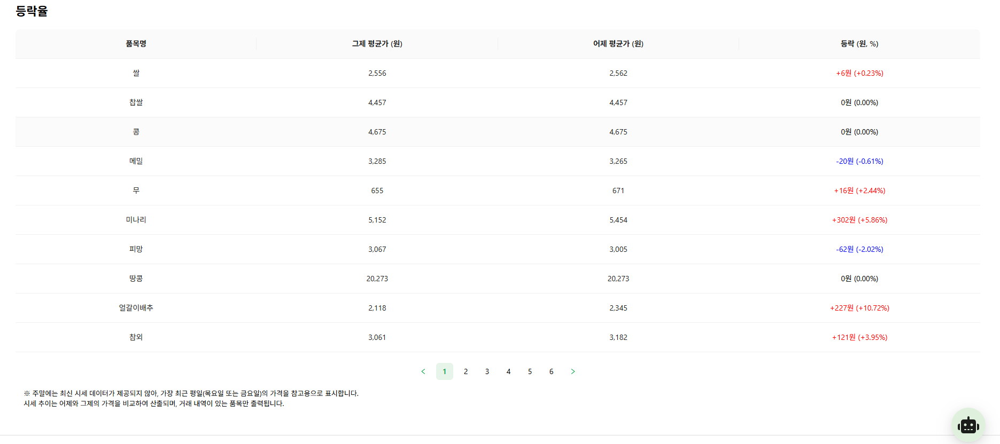 등락율
품목명 그제 평균가 (원) 어제 평균가 (원) 등락 (원, %)
쌀 2,556 2,562 +6원 (+0.23%)
찹쌀 4,457 4,457 0원 (0.00%)
콩 4,675 4,675 0원 (0.00%)
메밀 3,285 3,265 -20원 (-0.61%)
무 655 671 +16원 (+2.44%)
미나리 5,152 5,454 +302원 (+5.86%)
피망 3,067 3,005 -62원 (-2.02%)
땅콩 20,273 20,273 0원 (0.00%)
얼갈이배추 2,118 2,345 +227원 (+10.72%)
참외 3,061 3,182 +121원 (+3.95%)
< 1 2 3 4 5 6 >
※ 주말에는 최신 시세 데이터가 제공되지 않아, 가장 최근 평일(목요일 또는 금요일)의 가격을 참고용으로 표시합니다.
시세 추이는 어제와 그제의 가격을 비교하여 산출되며, 거래 내역이 있는 품목만 출력됩니다.